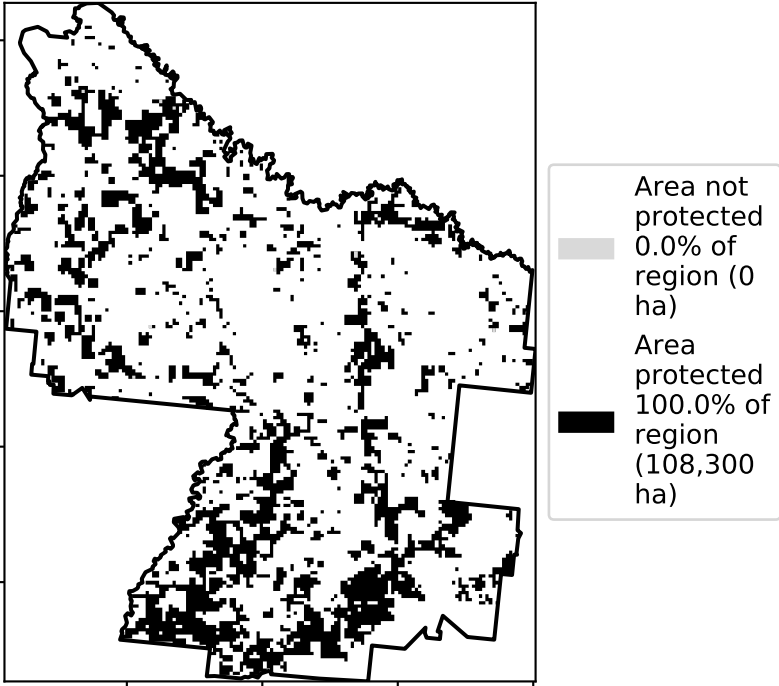 Area not
protected
0.0% of
region (0
ha)
Area
protected
100.0% of
region
(108,300
ha)